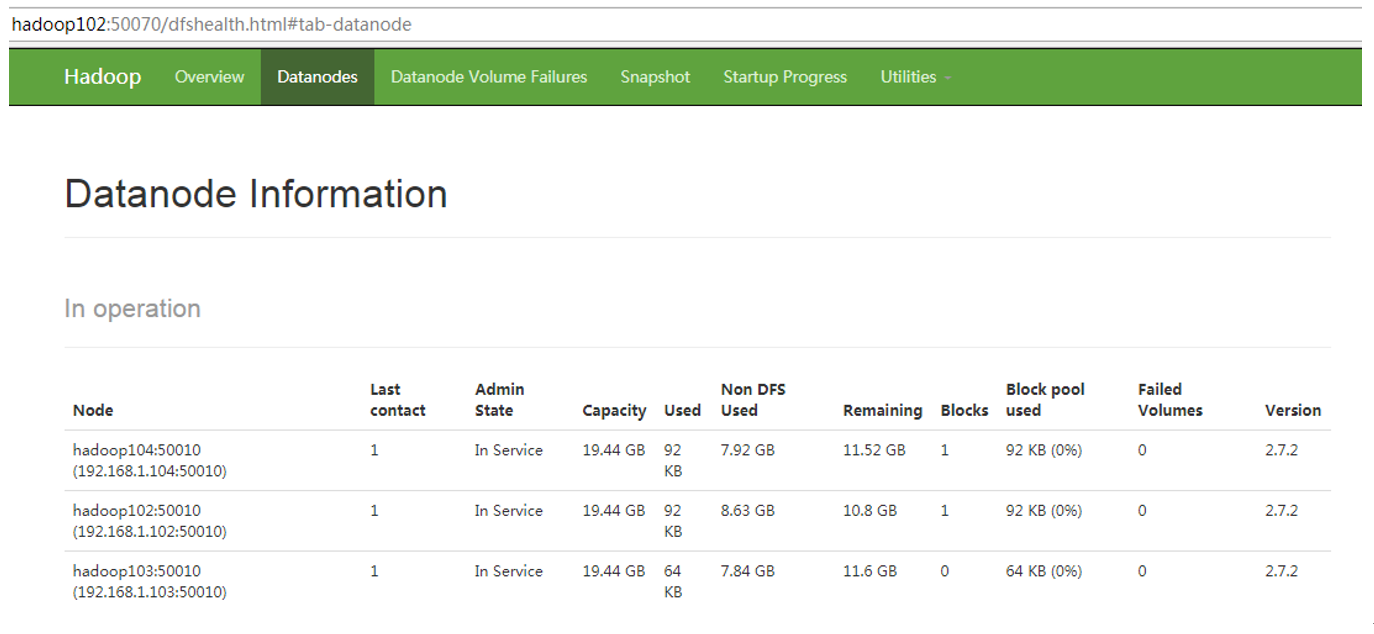 hadoop102:50070/dfshealth.html#tab-datanode
Hadoop Overview Datanodes Datanode Volume Failures Snapshot Startup Progress Utilities
Datanode Information
In operation
Node Last contact Admin State Capacity Used Non DFS Used Remaining Blocks Block pool used Failed Volumes Version
hadoop104:50010 1 In Service 19.44 GB 92 KB 7.92 GB 11.52 GB 1 92 KB (0%) 0 2.7.2
(192.168.1.104:50010)
hadoop102:50010 1 In Service 19.44 GB 92 KB 8.63 GB 10.8 GB 1 92 KB (0%) 0 2.7.2
(192.168.1.102:50010)
hadoop103:50010 1 In Service 19.44 GB 64 KB 7.84 GB 11.6 GB 0 64 KB (0%) 0 2.7.2
(192.168.1.103:50010)